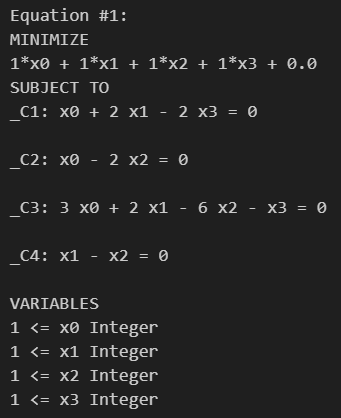 Equation #1:
MINIMIZE
1*x0 + 1*x1 + 1*x2 + 1*x3 + 0.0
SUBJECT TO
_C1: x0 + 2 x1 - 2 x3 = 0
_C2: x0 - 2 x2 = 0
_C3: 3 x0 + 2 x1 - 6 x2 - x3 = 0
_C4: x1 - x2 = 0
VARIABLES
1 <= x0 Integer
1 <= x1 Integer
1 <= x2 Integer
1 <= x3 Integer